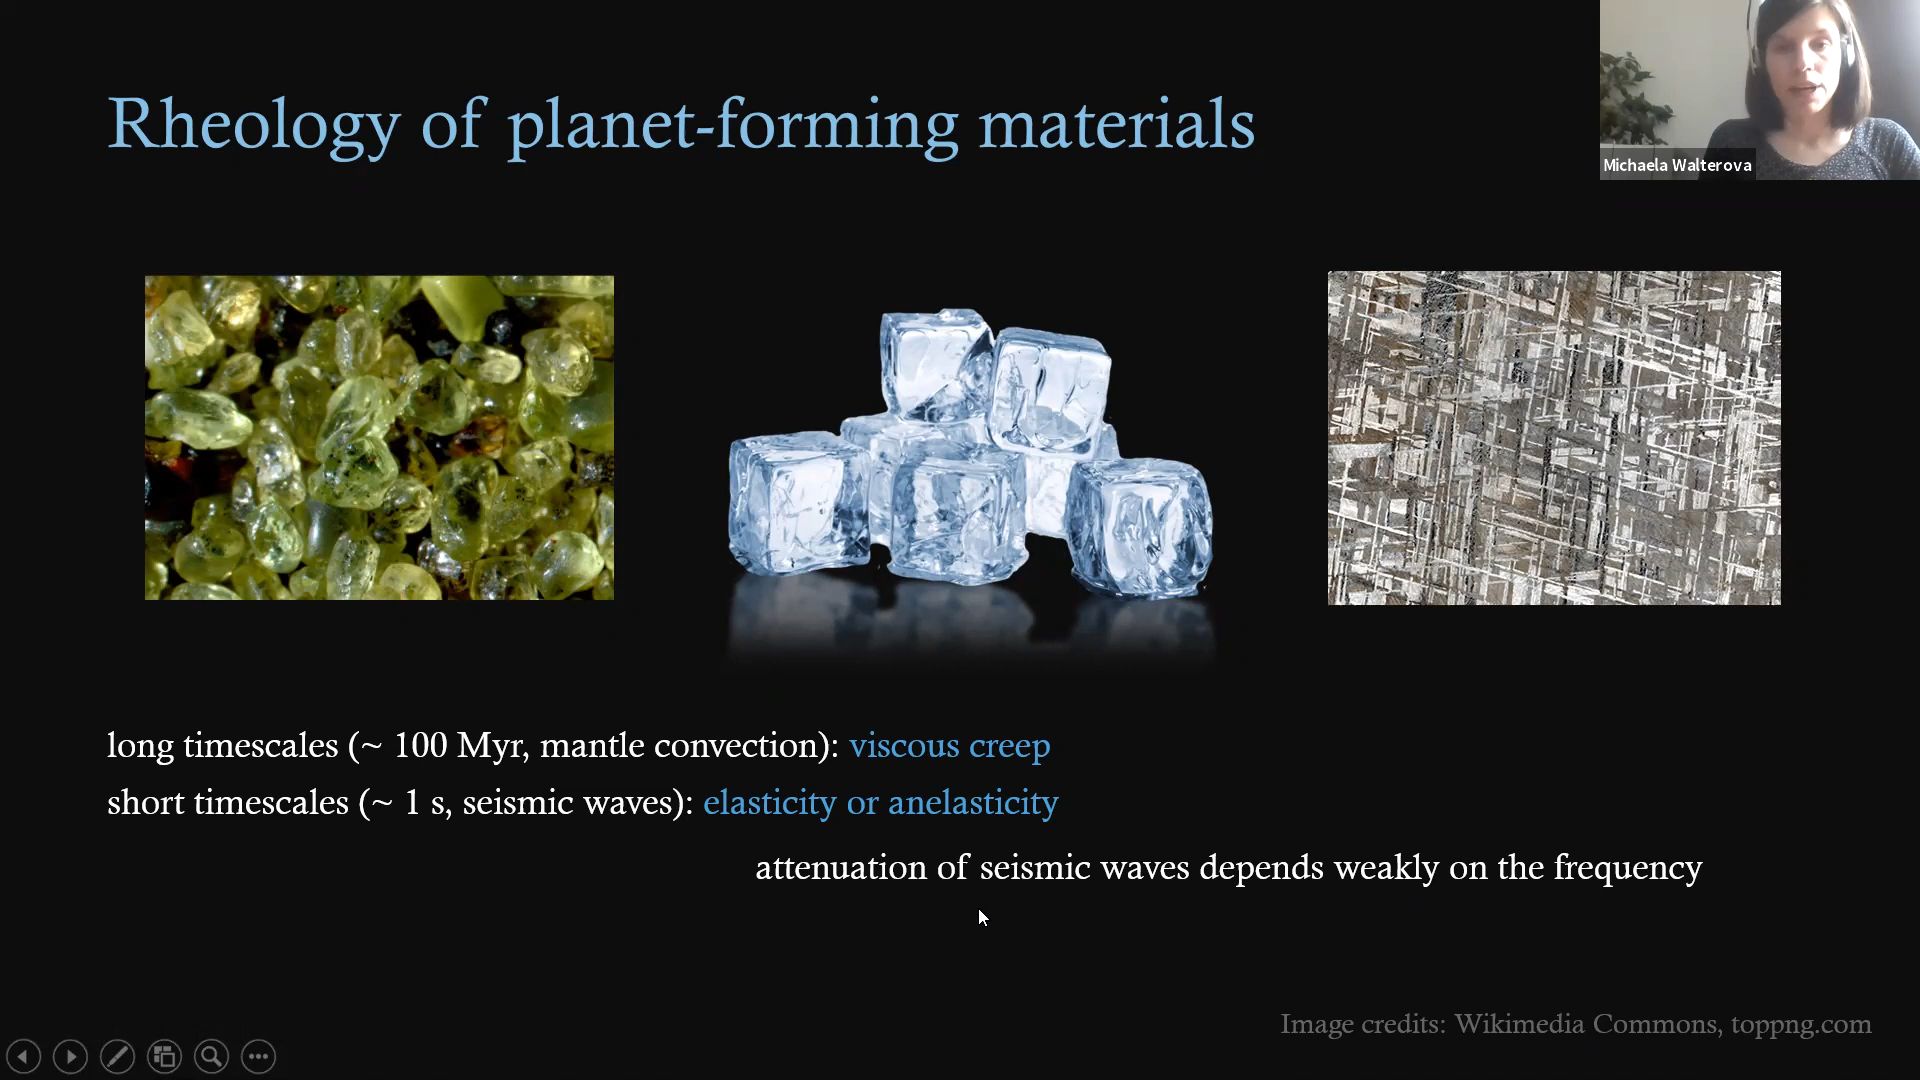 Rheology of planet-forming materials
Michaela Walterova
long timescales (~ 100 Myr, mantle convection): viscous creep
short timescales (~ 1 s, seismic waves): elasticity or anelasticity
attenuation of seismic waves depends weakly on the frequency
Image credits: Wikimedia Commons, toppng.com